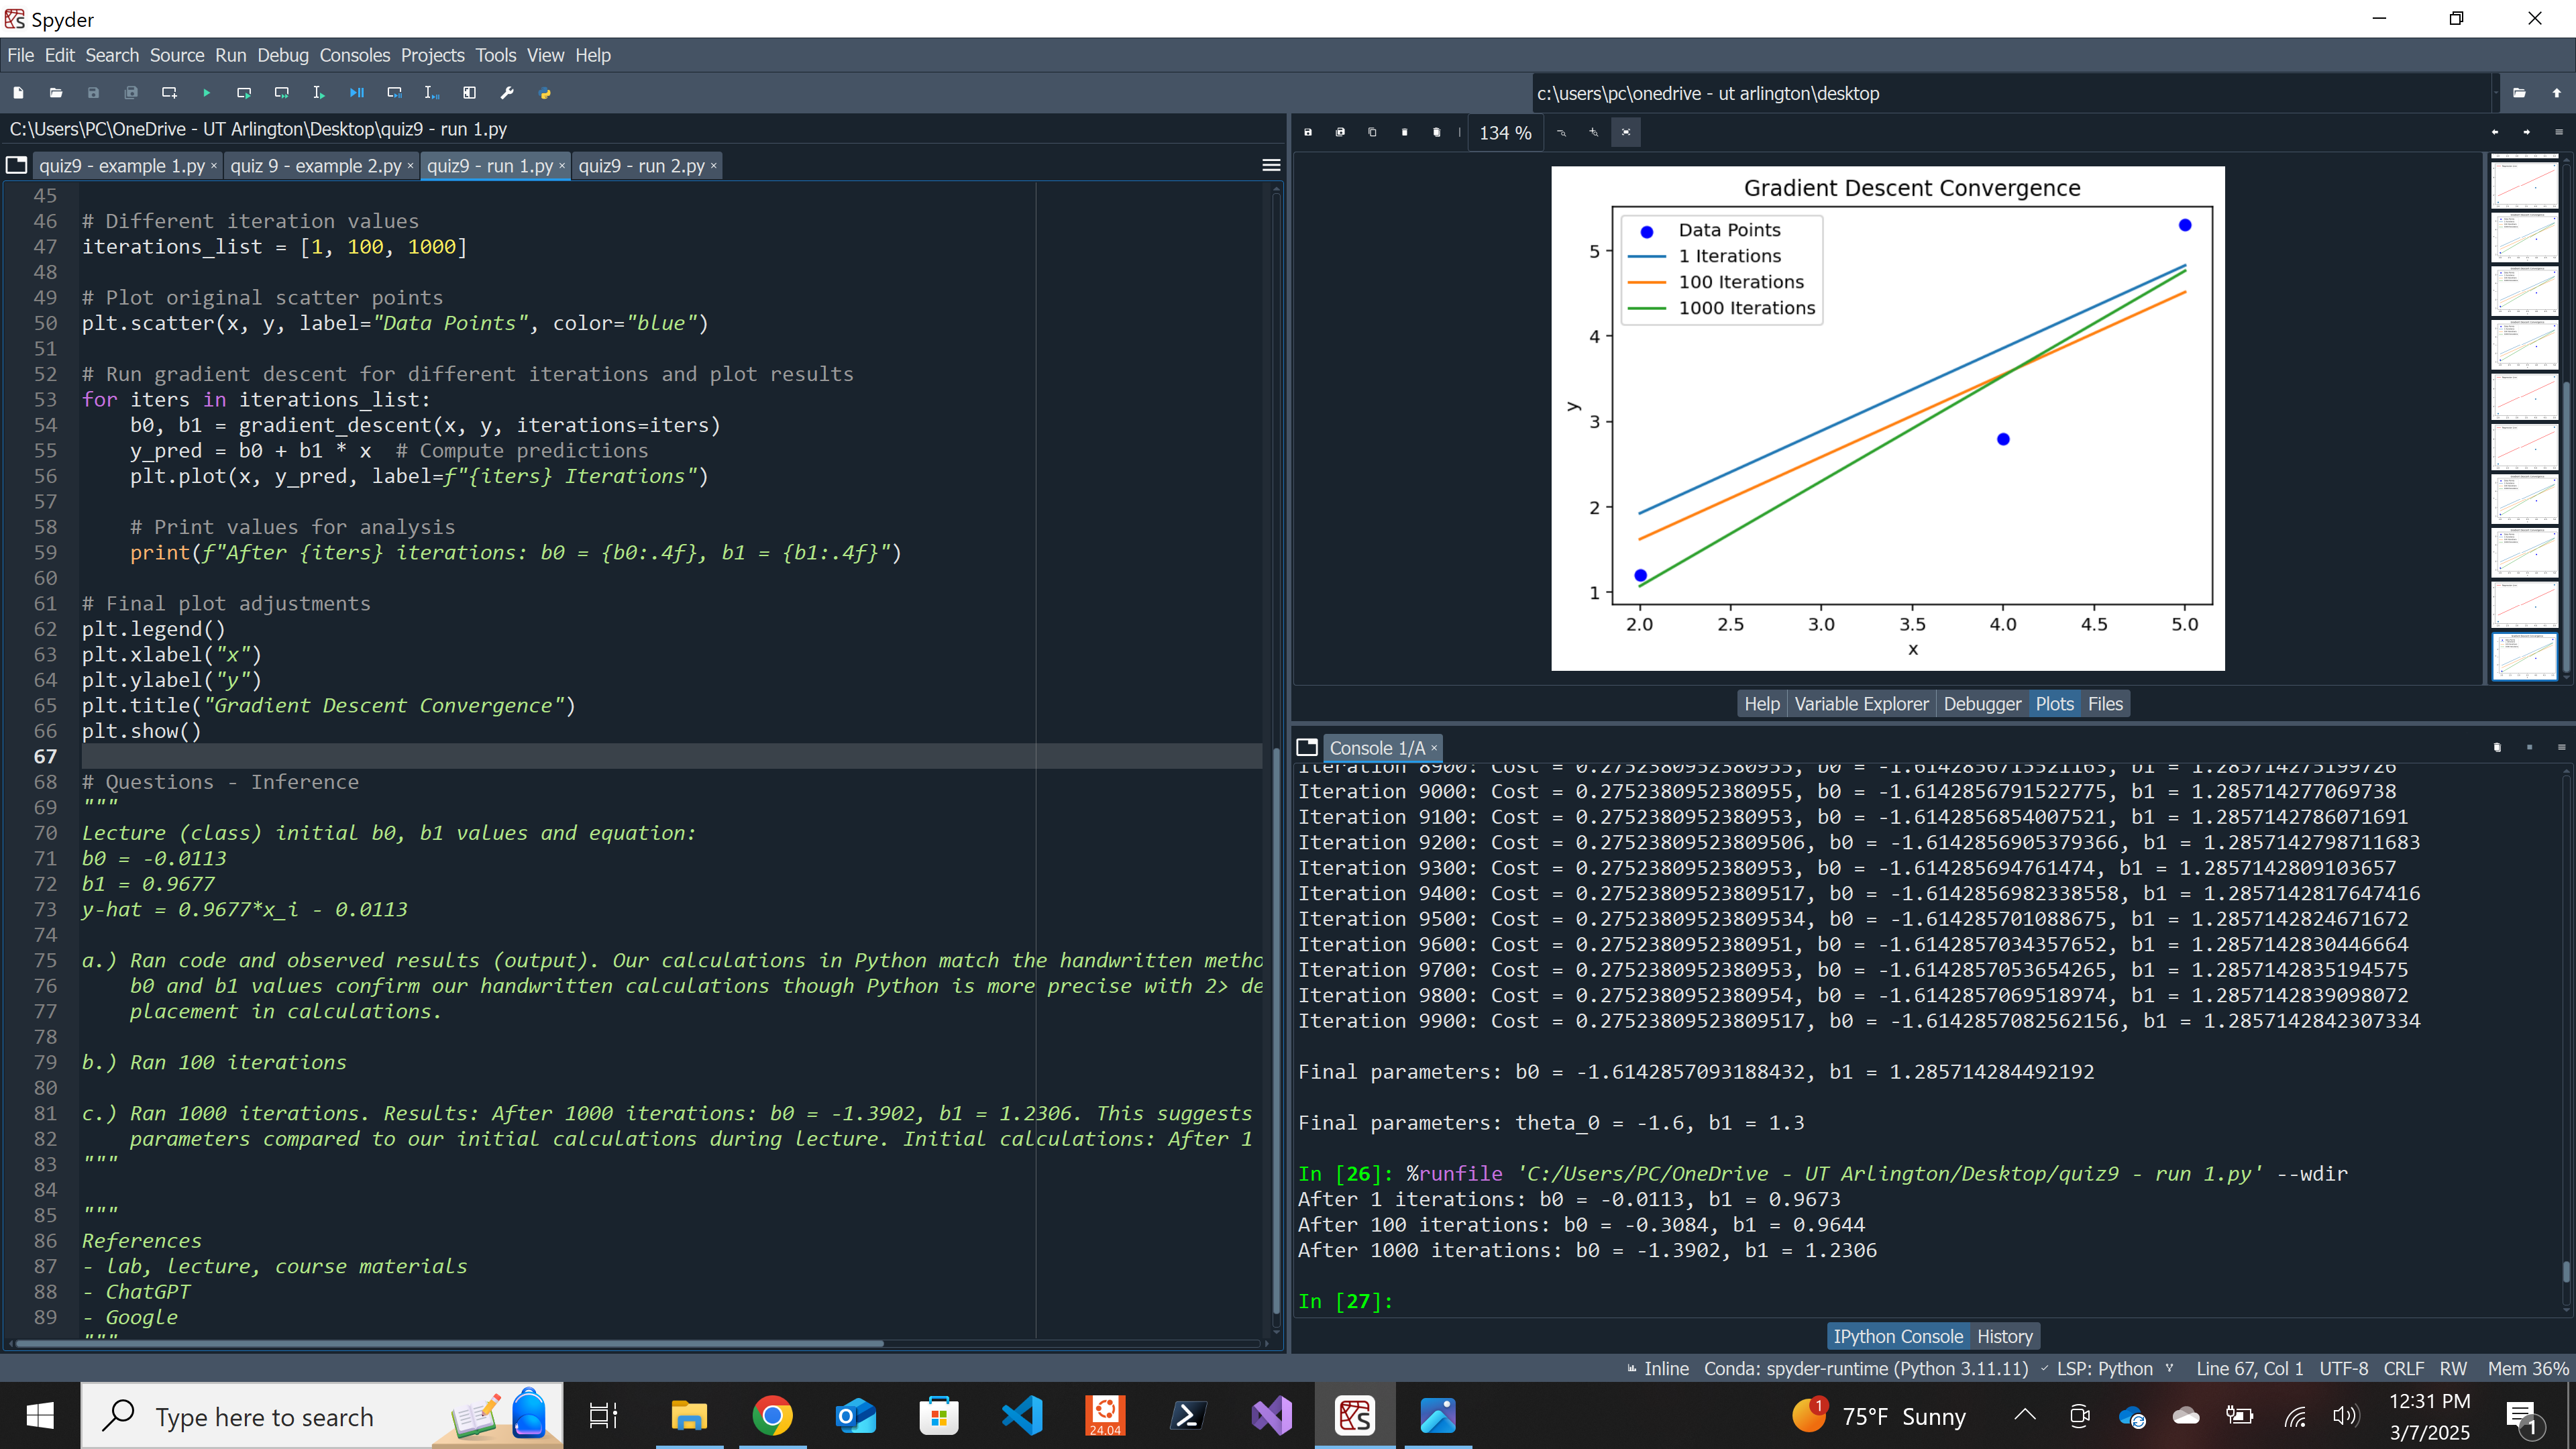 Spyder
File Edit Search Source Run Debug Consoles Projects Tools View Help
c:\users\pc\onedrive - ut arlington\desktop
C:\Users\PC\OneDrive - UT Arlington\Desktop\quiz9 - run 1.py
quiz9 - example 1.py quiz 9 - example 2.py quiz9 - run 1.py quiz9 - run 2.py
45
46 # Different iteration values
47 iterations_list = [1, 100, 1000]
48
49 # Plot original scatter points
50 plt.scatter(x, y, label="Data Points", color="blue")
51
52 # Run gradient descent for different iterations and plot results
53 for iters in iterations_list:
54 b0, b1 = gradient_descent(x, y, iterations=iters)
55 y_pred = b0 + b1 * x # Compute predictions
56 plt.plot(x, y_pred, label=f"{iters} Iterations")
57
58 # Print values for analysis
59 print(f"After {iters} iterations: b0 = {b0:.4f}, b1 = {b1:.4f}")
60
61 # Final plot adjustments
62 plt.legend()
63 plt.xlabel("x")
64 plt.ylabel("y")
65 plt.title("Gradient Descent Convergence")
66 plt.show()
67
68 # Questions - Inference
69 """
70 Lecture (class) initial b0, b1 values and equation:
71 b0 = -0.0113
72 b1 = 0.9677
73 y-hat = 0.9677*x_i - 0.0113
74
75 a.) Ran code and observed results (output). Our calculations in Python match the handwritten metho
76 b0 and b1 values confirm our handwritten calculations though Python is more precise with 2> de
77 placement in calculations.
78
79 b.) Ran 100 iterations
80
81 c.) Ran 1000 iterations. Results: After 1000 iterations: b0 = -1.3902, b1 = 1.2306. This suggests
82 parameters compared to our initial calculations during lecture. Initial calculations: After 1
83 """
84
85 """
86 References
87 - lab, lecture, course materials
88 - ChatGPT
89 - Google
"""
134 %
Gradient Descent Convergence
Data Points
1 Iterations
100 Iterations
1000 Iterations
5
4
3
2
1
y
2.0 2.5 3.0 3.5 4.0 4.5 5.0
x
Help Variable Explorer Debugger Plots Files
Console 1/A
Iteration 8900: Cost = 0.2752380952380955, b0 = -1.6142856715521163, b1 = 1.285714275199726
Iteration 9000: Cost = 0.2752380952380955, b0 = -1.6142856791522775, b1 = 1.285714277069738
Iteration 9100: Cost = 0.2752380952380953, b0 = -1.6142856854007521, b1 = 1.2857142786071691
Iteration 9200: Cost = 0.27523809523809506, b0 = -1.6142856905379366, b1 = 1.2857142798711683
Iteration 9300: Cost = 0.2752380952380953, b0 = -1.614285694761474, b1 = 1.2857142809103657
Iteration 9400: Cost = 0.27523809523809517, b0 = -1.6142856982338558, b1 = 1.2857142817647416
Iteration 9500: Cost = 0.27523809523809534, b0 = -1.614285701088675, b1 = 1.2857142824671672
Iteration 9600: Cost = 0.2752380952380951, b0 = -1.6142857034357652, b1 = 1.2857142830446664
Iteration 9700: Cost = 0.2752380952380953, b0 = -1.6142857053654265, b1 = 1.2857142835194575
Iteration 9800: Cost = 0.2752380952380954, b0 = -1.6142857069518974, b1 = 1.2857142839098072
Iteration 9900: Cost = 0.27523809523809517, b0 = -1.6142857082562156, b1 = 1.2857142842307334
Final parameters: b0 = -1.6142857093188432, b1 = 1.285714284492192
Final parameters: theta_0 = -1.6, b1 = 1.3
In [26]: %runfile 'C:/Users/PC/OneDrive - UT Arlington/Desktop/quiz9 - run 1.py' --wdir
After 1 iterations: b0 = -0.0113, b1 = 0.9673
After 100 iterations: b0 = -0.3084, b1 = 0.9644
After 1000 iterations: b0 = -1.3902, b1 = 1.2306
In [27]:
IPython Console History
Inline Conda: spyder-runtime (Python 3.11.11) LSP: Python Line 67, Col 1 UTF-8 CRLF RW Mem 36%
Type here to search
24.04
1
75°F Sunny
12:31 PM
3/7/2025
1